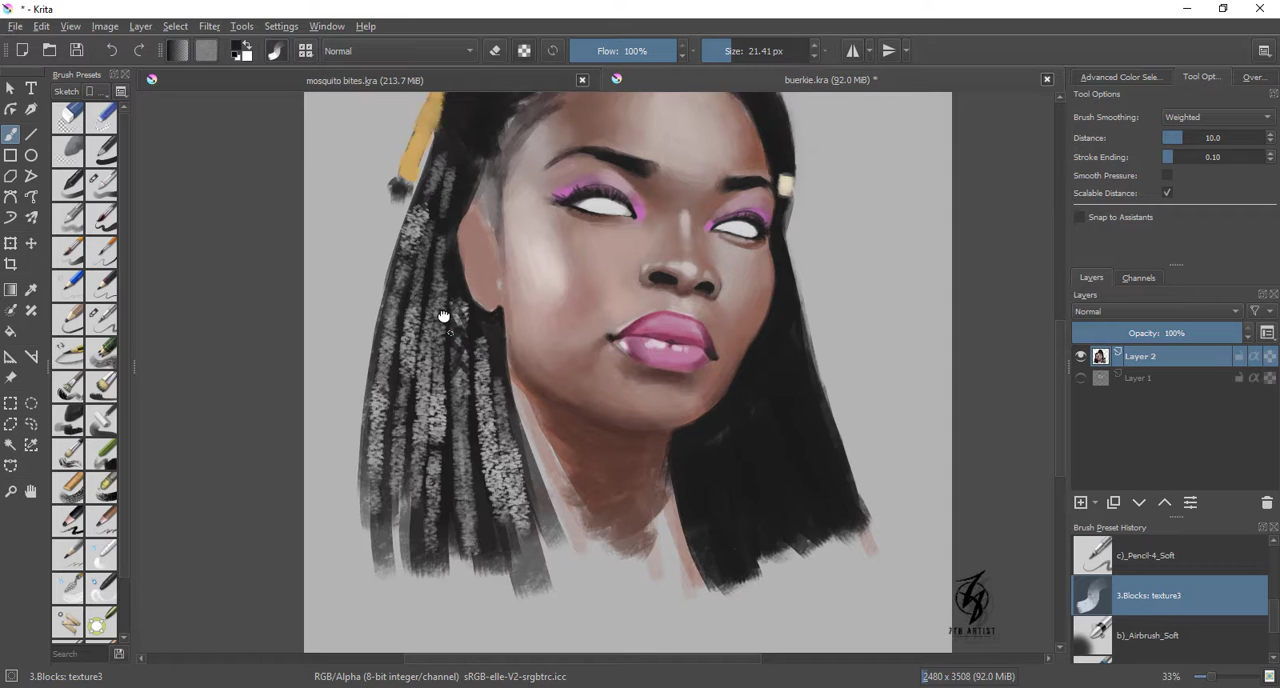 * - Krita
File Edit View Image Layer Select Filter Tools Settings Window Help
Normal Flow: 100% Size: 21.41 px
Brush Presets
Sketch
mosquito bites.kra (213.7 MiB)
buerkie.kra (92.0 MiB) *
Advanced Color Sele... Tool Opt... Over...
Tool Options
Brush Smoothing: Weighted
Distance: 10.0
Stroke Ending: 0.10
Smooth Pressure:
Scalable Distance:
Snap to Assistants
Layers Channels
Layers
Normal
Opacity: 100%
Layer 2
Layer 1
Brush Preset History
c)_Pencil-4_Soft
3.Blocks: texture3
b)_Airbrush_Soft
7TH ARTIST
Search
3.Blocks: texture3
RGB/Alpha (8-bit integer/channel) sRGB-elle-V2-srgbtrc.icc
2480 x 3508 (92.0 MiB)
33%